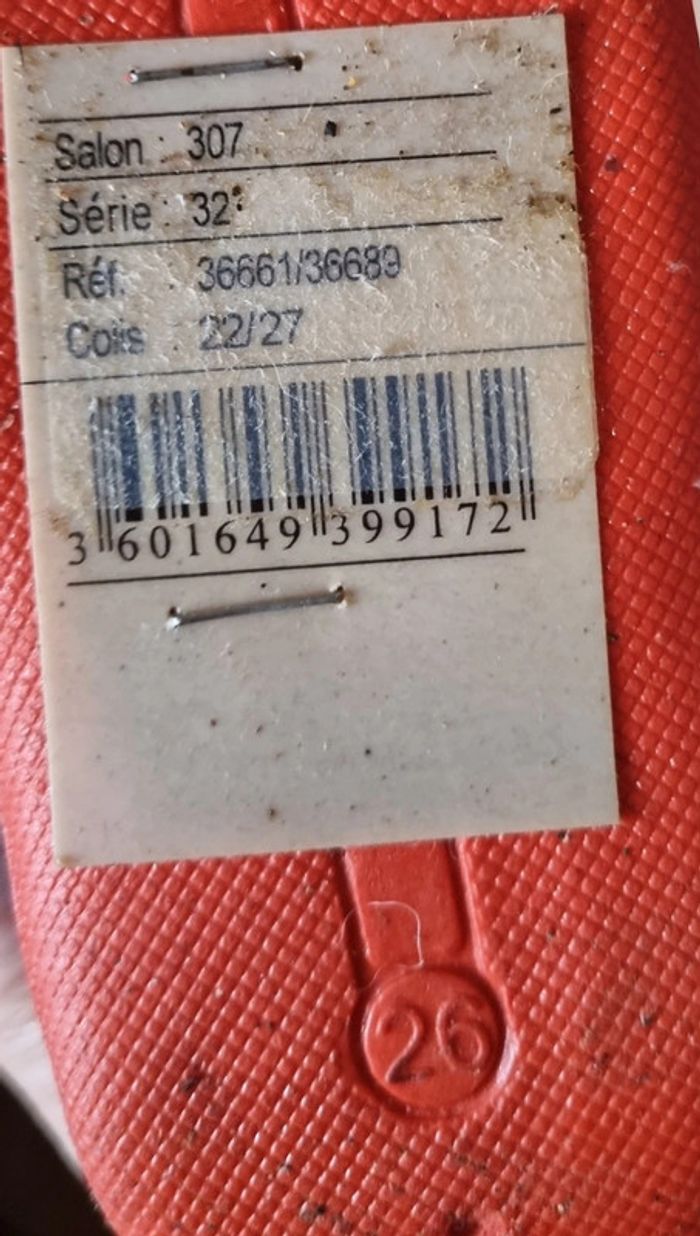 Salon : 307
Série : 32
Réf. : 36661/36689
Colis : 22/27
3 601649 399172
26